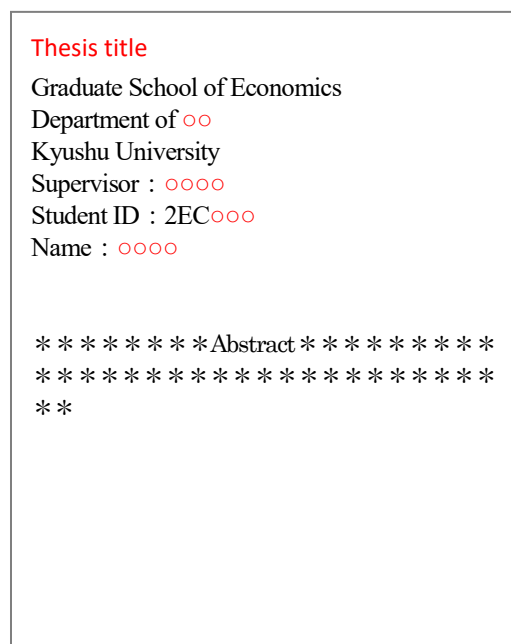 Thesis title
Graduate School of Economics
Department of ○○
Kyushu University
Supervisor：○○○○
Student ID：2EC○○○
Name：○○○○
＊＊＊＊＊＊＊＊Abstract＊＊＊＊＊＊＊＊＊
＊＊＊＊＊＊＊＊＊＊＊＊＊＊＊＊＊＊＊＊＊
＊＊